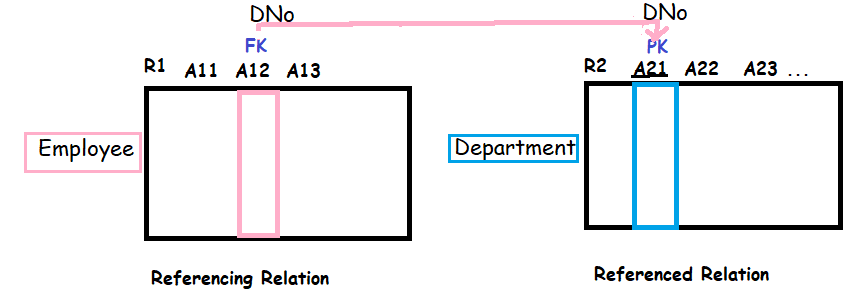 DNo
DNo
FK
PK
R1 A11 A12 A13
R2 A21 A22 A23 ...
Employee
Department
Referencing Relation
Referenced Relation